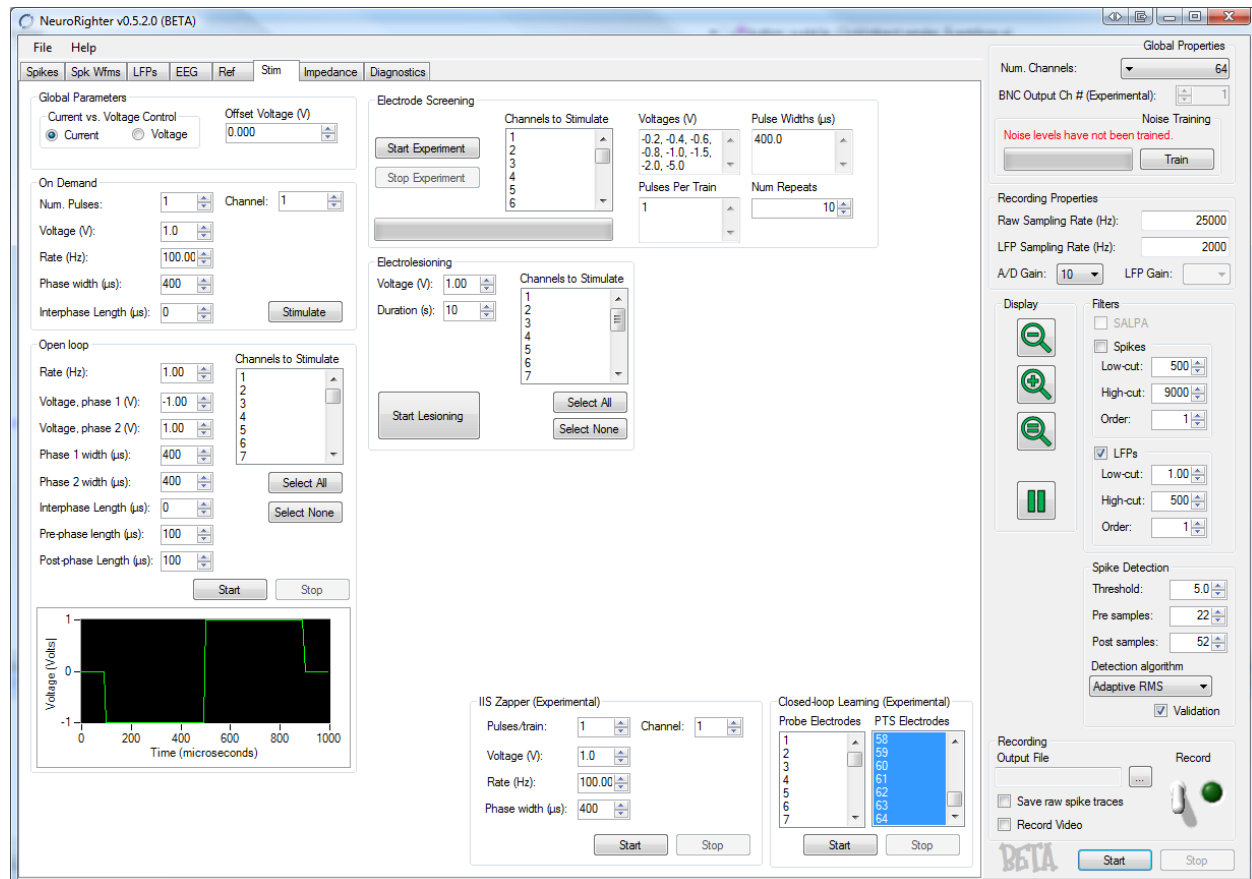 NeuroRighter v0.5.2.0 (BETA)
File Help
Spikes Spk Wfms LFPs EEG Ref Stim Impedance Diagnostics
Global Parameters
Current vs. Voltage Control
Current Voltage
Offset Voltage (V)
0.000
On Demand
Num. Pulses: 1 Channel: 1
Voltage (V): 1.0
Rate (Hz): 100.00
Phase width (µs): 400
Interphase Length (µs): 0 Stimulate
Open loop
Rate (Hz): 1.00
Voltage, phase 1 (V): -1.00
Voltage, phase 2 (V): 1.00
Phase 1 width (µs): 400
Phase 2 width (µs): 400
Interphase Length (µs): 0
Pre-phase length (µs): 100
Post-phase Length (µs): 100
Channels to Stimulate
1
2
3
4
5
6
7
Select All
Select None
Start Stop
Voltage (Volts)
1
0
-1
0 200 400 600 800 1000
Time (microseconds)
Electrode Screening
Start Experiment
Stop Experiment
Channels to Stimulate
1
2
3
4
5
6
Voltages (V)
-0.2, -0.4, -0.6,
-0.8, -1.0, -1.5,
-2.0, -5.0
Pulse Widths (µs)
400.0
Pulses Per Train
1
Num Repeats
10
Electrolesioning
Voltage (V): 1.00
Duration (s): 10
Channels to Stimulate
1
2
3
4
5
6
7
Start Lesioning
Select All
Select None
IIS Zapper (Experimental)
Pulses/train: 1 Channel: 1
Voltage (V): 1.0
Rate (Hz): 100.00
Phase width (µs): 400
Start Stop
Closed-loop Learning (Experimental)
Probe Electrodes
1
2
3
4
5
6
7
PTS Electrodes
58
59
60
61
62
63
64
Start Stop
Global Properties
Num. Channels: 64
BNC Output Ch # (Experimental): 1
Noise Training
Noise levels have not been trained.
Train
Recording Properties
Raw Sampling Rate (Hz): 25000
LFP Sampling Rate (Hz): 2000
A/D Gain: 10 LFP Gain:
Display
Filters
SALPA
Spikes
Low-cut: 500
High-cut: 9000
Order: 1
LFPs
Low-cut: 1.00
High-cut: 500
Order: 1
Spike Detection
Threshold: 5.0
Pre samples: 22
Post samples: 52
Detection algorithm
Adaptive RMS
Validation
Recording
Output File
...
Record
Save raw spike traces
Record Video
BETA Start Stop